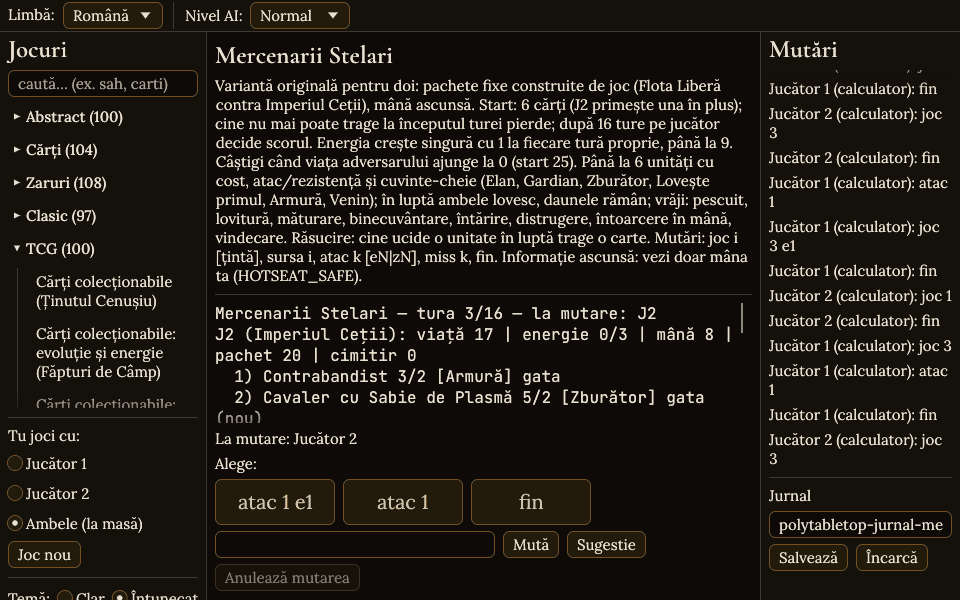 Limbă: Română ▼ Nivel AI: Normal ▼
Jocuri
caută... (ex. sah, carti)
▸ Abstract (100)
▸ Cărți (104)
▸ Zaruri (108)
▸ Clasic (97)
▾ TCG (100)
Cărți colecționabile
(Ținutul Cenușiu)
Cărți colecționabile:
evoluție și energie
(Făpturi de Câmp)
Cărți colecționabile:
Tu joci cu:
Jucător 1
Jucător 2
Ambele (la masă)
Joc nou
Temă: Clar Întunecat
Mercenarii Stelari
Variantă originală pentru doi: pachete fixe construite de joc (Flota Liberă
contra Imperiul Ceții), mână ascunsă. Start: 6 cărți (J2 primește una în plus);
cine nu mai poate trage la începutul turei pierde; după 16 ture pe jucător
decide scorul. Energia crește singură cu 1 la fiecare tură proprie, până la 9.
Câștigi când viața adversarului ajunge la 0 (start 25). Până la 6 unități cu
cost, atac/rezistență și cuvinte-cheie (Elan, Gardian, Zburător, Lovește
primul, Armură, Venin); în luptă ambele lovesc, daunele rămân; vrăji: pescuit,
lovitură, măturare, binecuvântare, întărire, distrugere, întoarcere în mână,
vindecare. Răsucire: cine ucide o unitate în luptă trage o carte. Mutări: joc i
[țintă], sursa i, atac k [eN|zN], miss k, fin. Informație ascunsă: vezi doar mâna
ta (HOTSEAT_SAFE).
Mercenarii Stelari — tura 3/16 — la mutare: J2
J2 (Imperiul Ceții): viață 17 | energie 0/3 | mână 8 |
pachet 20 | cimitir 0
1) Contrabandist 3/2 [Armură] gata
2) Cavaler cu Sabie de Plasmă 5/2 [Zburător] gata
(nou)
La mutare: Jucător 2
Alege:
atac 1 e1 atac 1 fin
Mută Sugestie
Anulează mutarea
Mutări
Jucător 1 (calculator): fin
Jucător 2 (calculator): joc
3
Jucător 2 (calculator): fin
Jucător 1 (calculator): atac
1
Jucător 1 (calculator): joc
3 e1
Jucător 1 (calculator): fin
Jucător 2 (calculator): joc 1
Jucător 2 (calculator): fin
Jucător 1 (calculator): joc 3
Jucător 1 (calculator): atac
1
Jucător 1 (calculator): fin
Jucător 2 (calculator): joc
3
Jurnal
polytabletop-jurnal-me
Salvează Încarcă